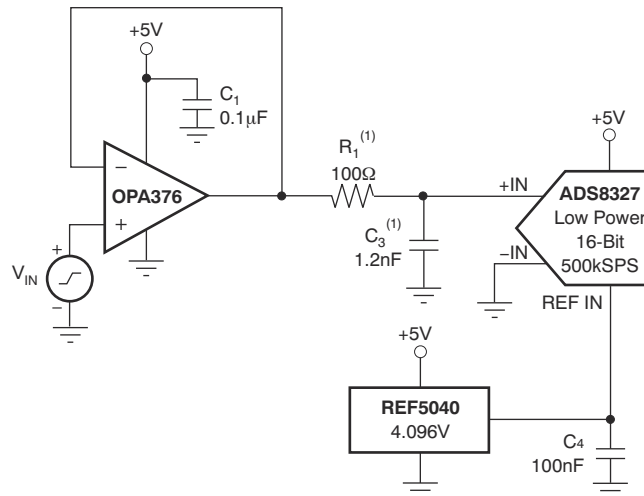 +5V
C1
0.1μF
−
OPA376
+
+
VIN
−
R1(1)
100Ω
C3(1)
1.2nF
+5V
+IN
ADS8327
Low Power
16-Bit
500kSPS
−IN
REF IN
+5V
REF5040
4.096V
C4
100nF